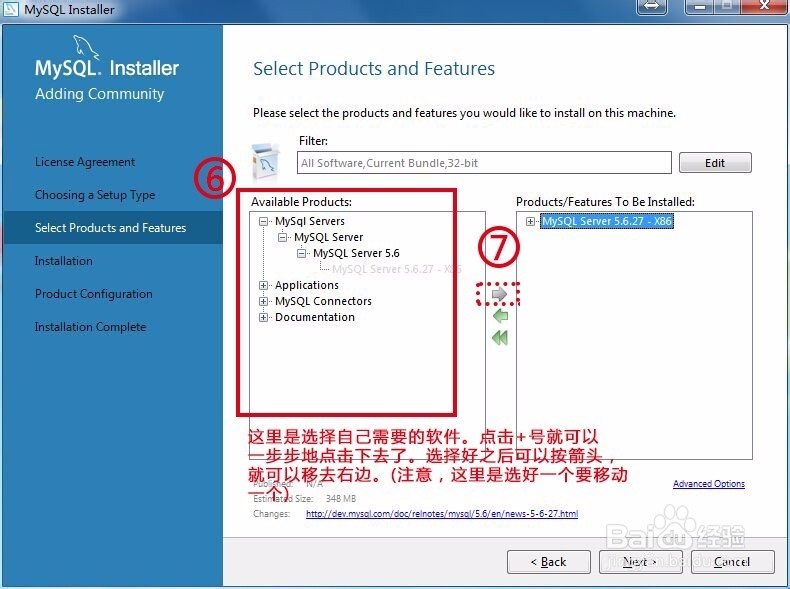 MySQL Installer
MySQL. Installer
Adding Community
License Agreement
Choosing a Setup Type
Select Products and Features
Installation
Product Configuration
Installation Complete
Select Products and Features
Please select the products and features you would like to install on this machine.
Filter:
All Software,Current Bundle,32-bit
Edit
⑥
Available Products:
MySql Servers
MySQL Server
MySQL Server 5.6
MySQL Server 5.6.27 - X86
Applications
MySQL Connectors
Documentation
⑦
Products/Features To Be Installed:
MySQL Server 5.6.27 - X86
这里是选择自己需要的软件。点击+号就可以
一步步地点击下去了。选择好之后可以按箭头，
就可以移去右边。(注意，这里是选好一个要移动
一个)
Published: N/A
Estimated Size: 348 MB
Changes: http://dev.mysql.com/doc/relnotes/mysql/5.6/en/news-5-6-27.html
Advanced Options
< Back
Next >
Cancel
Baidu 经验
jingyan.baidu.com